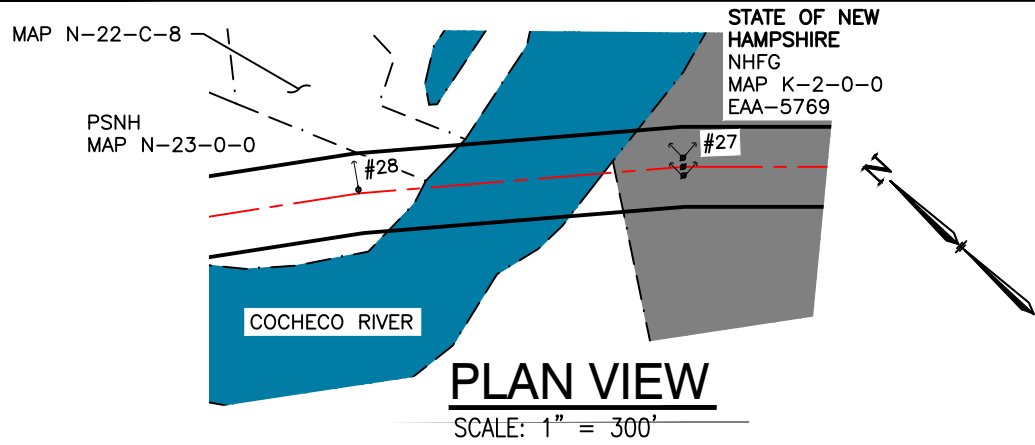 MAP N-22-C-8
STATE OF NEW
HAMPSHIRE
NHFG
MAP K-2-0-0
EAA-5769
PSNH
MAP N-23-0-0
#28
#27
N
COCHECO RIVER
PLAN VIEW
SCALE: 1" = 300'